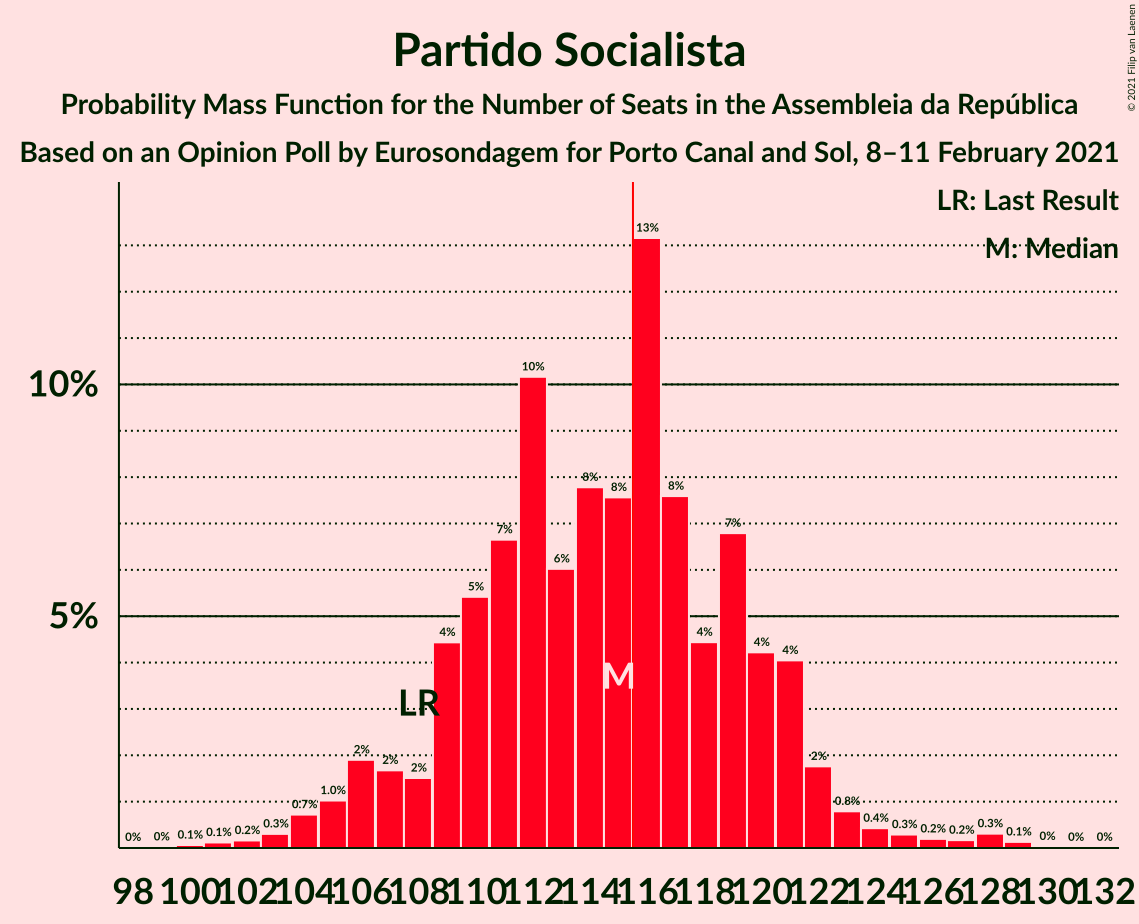 Partido Socialista
Probability Mass Function for the Number of Seats in the Assembleia da República
Based on an Opinion Poll by Eurosondagem for Porto Canal and Sol, 8–11 February 2021
© 2021 Filip van Laenen
LR: Last Result
M: Median
10%
5%
0% 0% 0.1% 0.1% 0.2% 0.3% 0.7% 1.0% 2% 2% 2% 4% 5% 7% 10% 6% 8% 8% 13% 8% 4% 7% 4% 4% 2% 0.8% 0.4% 0.3% 0.2% 0.2% 0.3% 0.1% 0% 0% 0%
LR
M
98 100 102 104 106 108 110 112 114 116 118 120 122 124 126 128 130 132